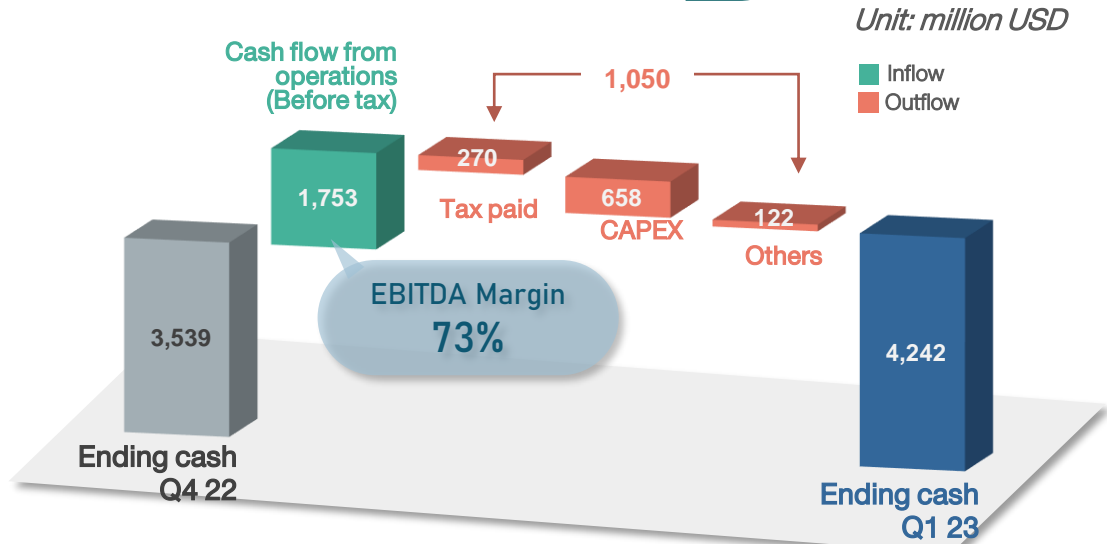 Unit: million USD
Inflow
Outflow
Cash flow from
operations
(Before tax)
1,050
1,753
270
Tax paid
658
CAPEX
122
Others
EBITDA Margin
73%
3,539
Ending cash
Q4 22
4,242
Ending cash
Q1 23